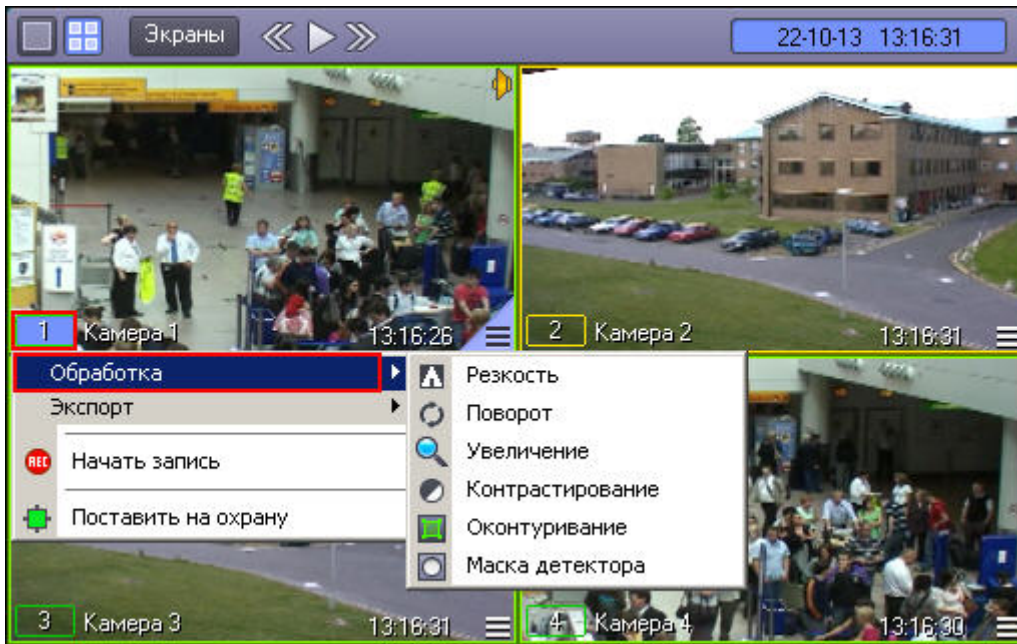 Экраны
22-10-13 13:16:31
1 Камера 1 13:16:26
2 Камера 2 13:16:31
Обработка
Экспорт
REC Начать запись
Поставить на охрану
Резкость
Поворот
Увеличение
Контрастирование
Оконтуривание
Маска детектора
3 Камера 3 13:16:31
4 Камера 4 13:16:30